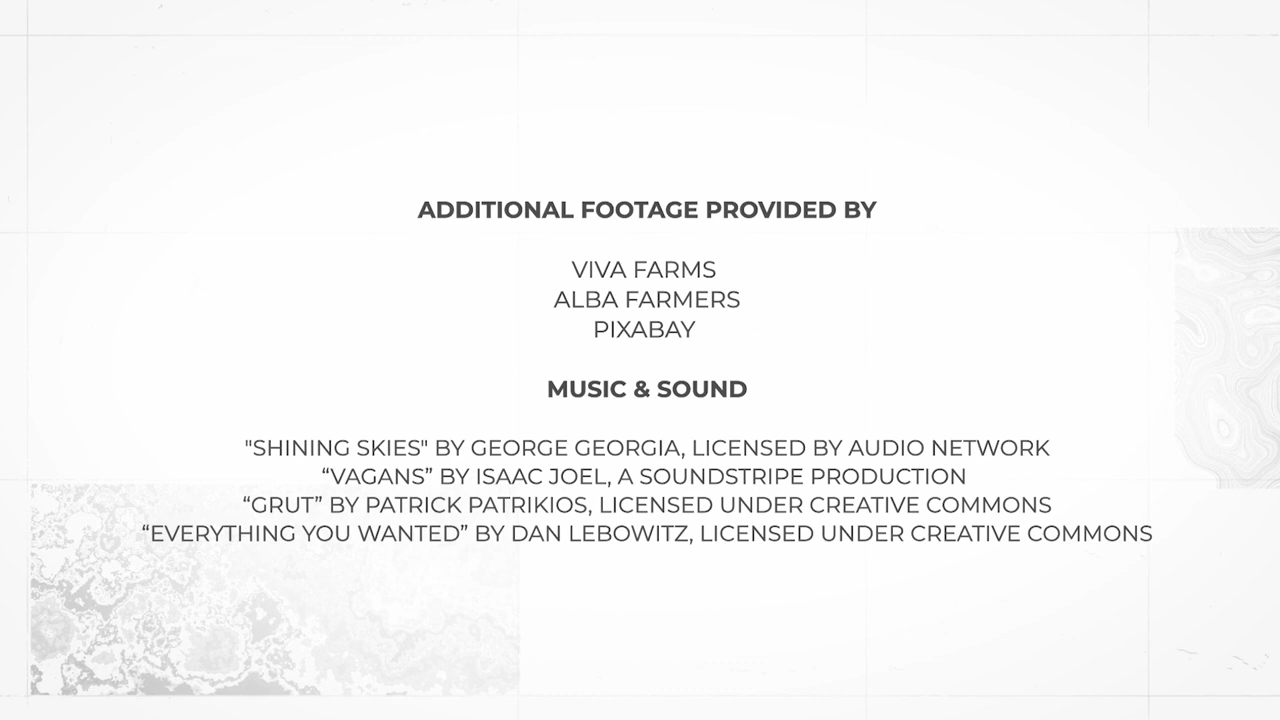 ADDITIONAL FOOTAGE PROVIDED BY
VIVA FARMS
ALBA FARMERS
PIXABAY
MUSIC & SOUND
"SHINING SKIES" BY GEORGE GEORGIA, LICENSED BY AUDIO NETWORK
“VAGANS” BY ISAAC JOEL, A SOUNDSTRIPE PRODUCTION
“GRUT” BY PATRICK PATRIKIOS, LICENSED UNDER CREATIVE COMMONS
“EVERYTHING YOU WANTED” BY DAN LEBOWITZ, LICENSED UNDER CREATIVE COMMONS